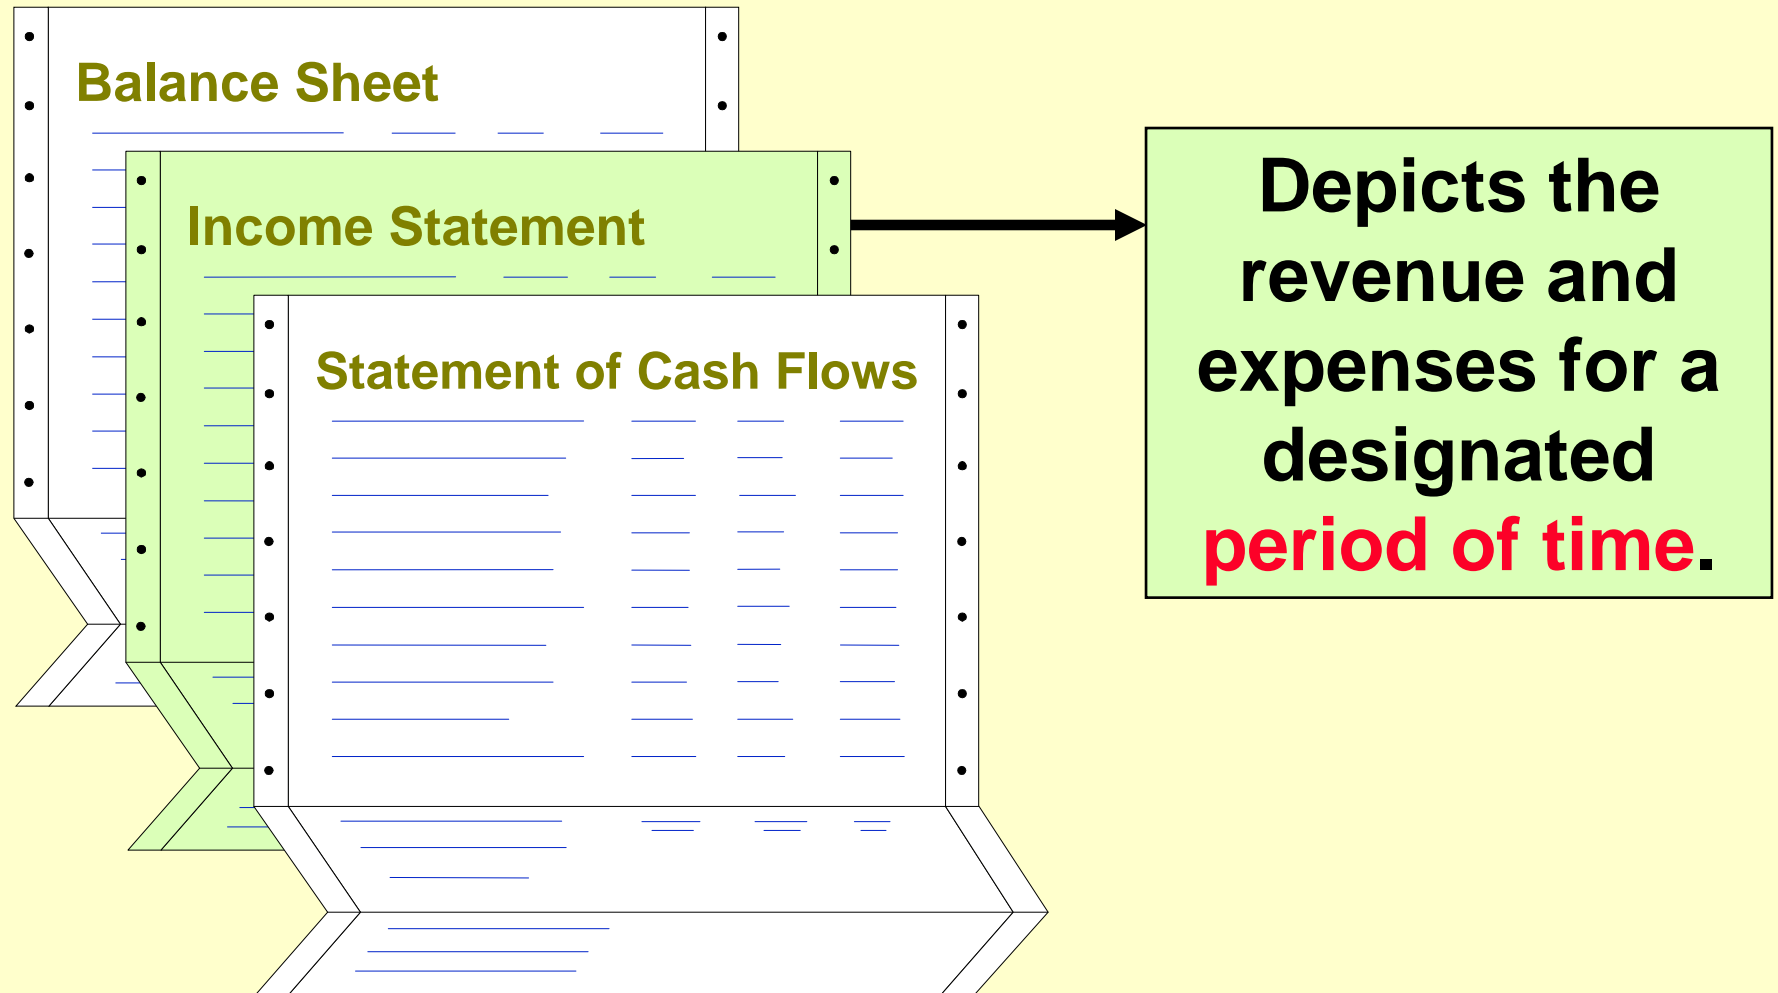 Balance Sheet
Income Statement
Statement of Cash Flows
Depicts the
revenue and
expenses for a
designated
period of time.